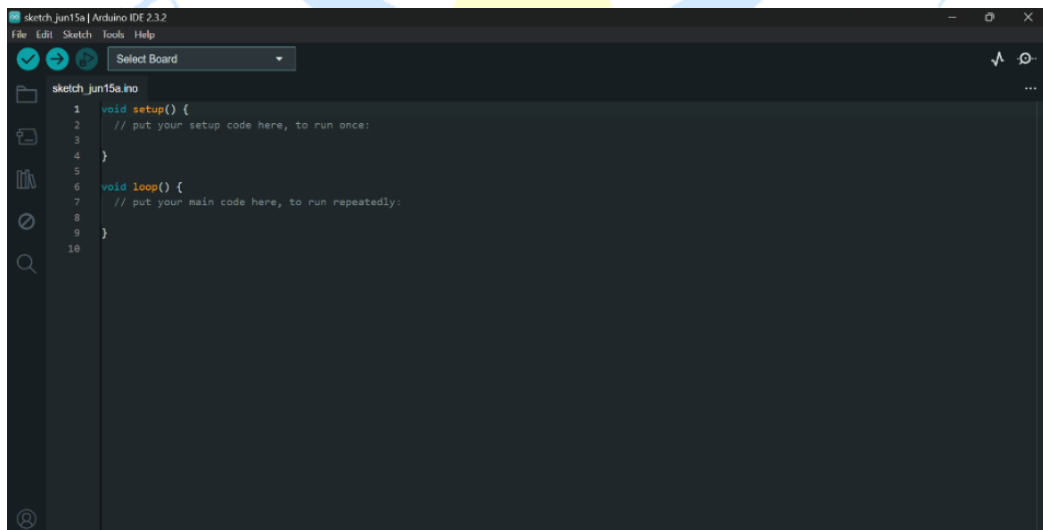 sketch_jun15a | Arduino IDE 2.3.2
File Edit Sketch Tools Help
Select Board
sketch_jun15a.ino
1 void setup() {
2 // put your setup code here, to run once:
3
4 }
5
6 void loop() {
7 // put your main code here, to run repeatedly:
8
9 }
10